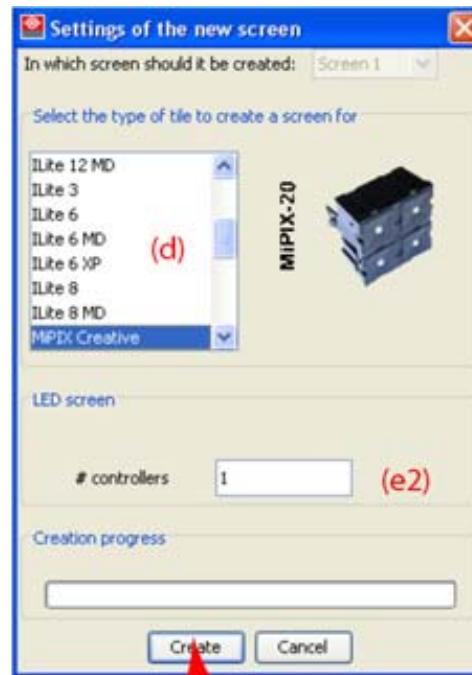 Settings of the new screen
In which screen should it be created: Screen 1
Select the type of tile to create a screen for
ILite 12 MD
ILite 3
ILite 6
ILite 6 MD
ILite 6 XP
ILite 8
ILite 8 MD
MiPIX Creative
(d)
MiPIX-20
LED screen
# controllers 1 (e2)
Creation progress
Create Cancel